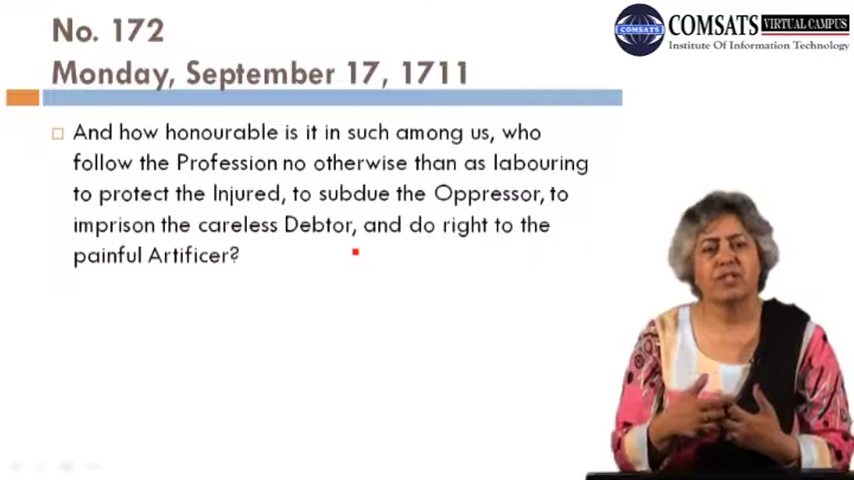 No. 172
Monday, September 17, 1711
COMSATS
COMSATS VIRTUAL CAMPUS
Institute Of Information Technology
And how honourable is it in such among us, who
follow the Profession no otherwise than as labouring
to protect the Injured, to subdue the Oppressor, to
imprison the careless Debtor, and do right to the
painful Artificer?